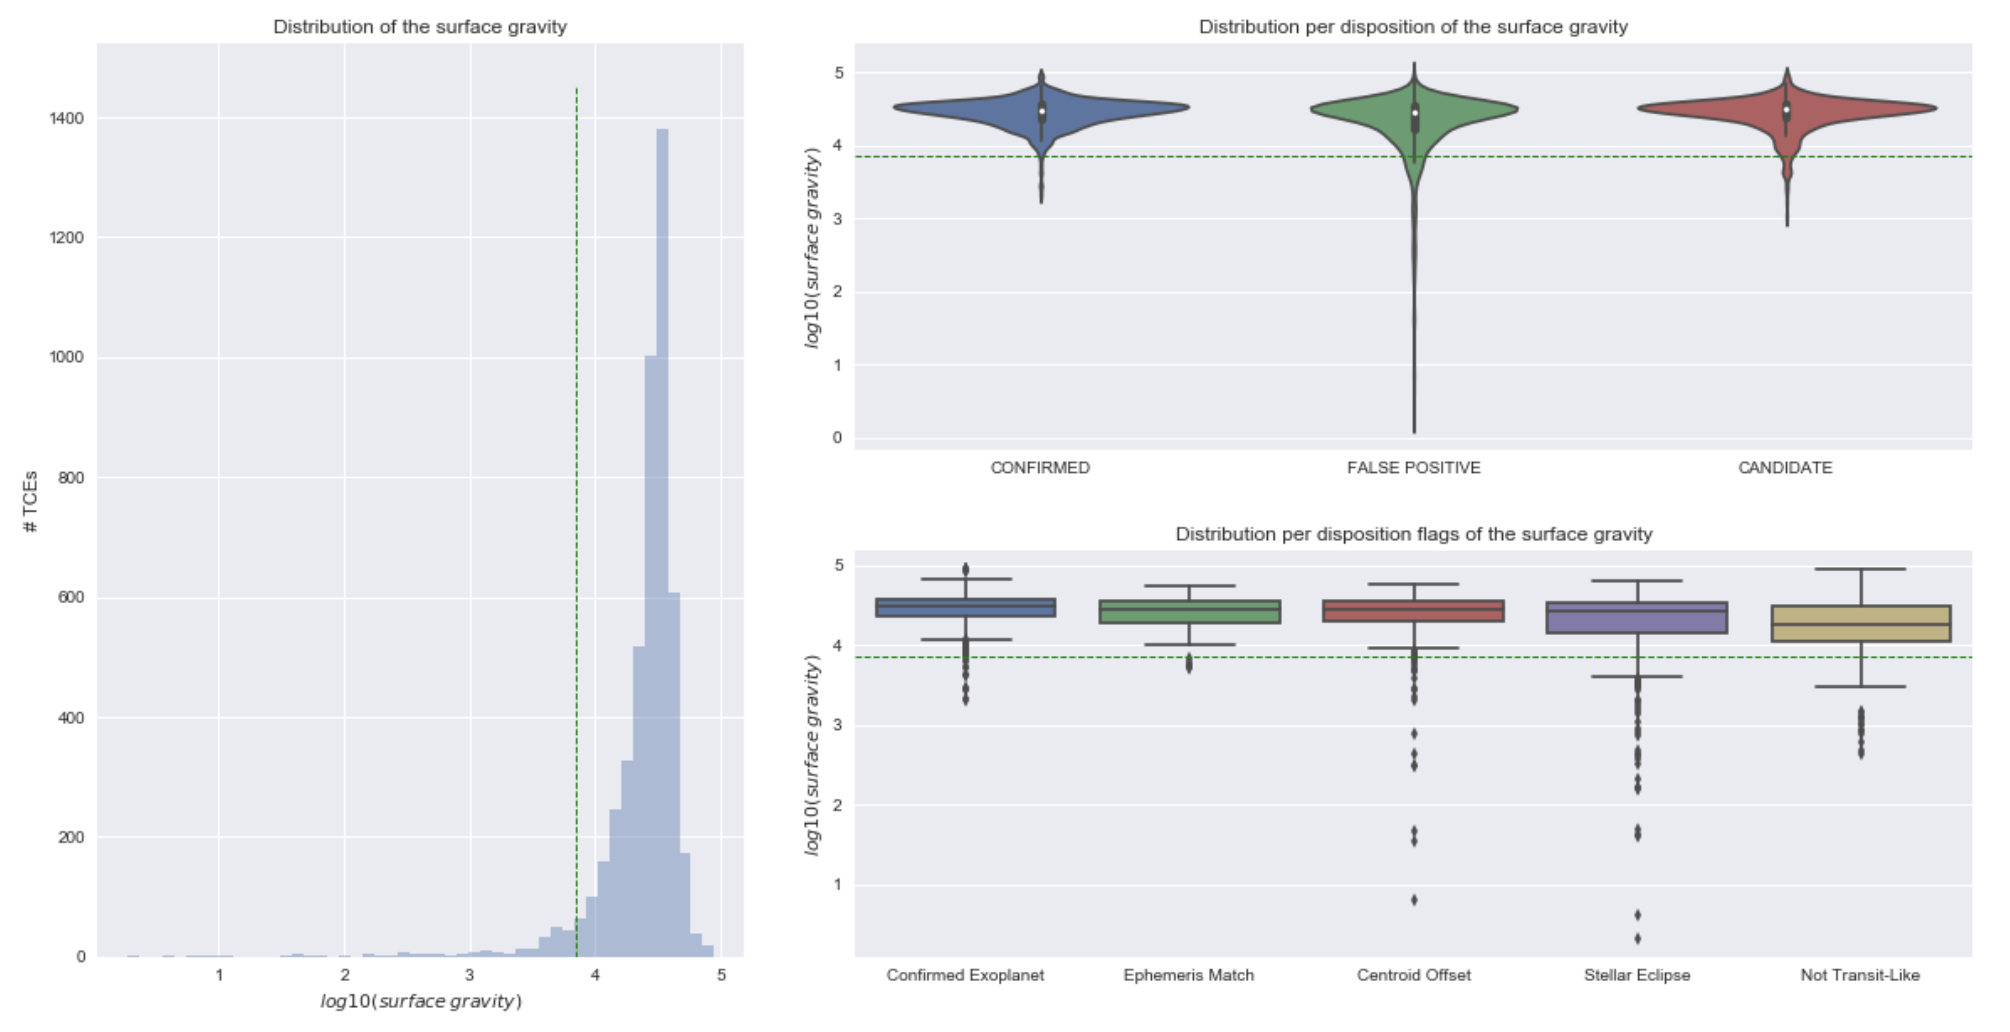 Distribution of the surface gravity
# TCEs
1400
1200
1000
800
600
400
200
0
1 2 3 4 5
log10(surface gravity)
Distribution per disposition of the surface gravity
log10(surface gravity)
5
4
3
2
1
0
CONFIRMED FALSE POSITIVE CANDIDATE
Distribution per disposition flags of the surface gravity
log10(surface gravity)
5
4
3
2
1
Confirmed Exoplanet Ephemeris Match Centroid Offset Stellar Eclipse Not Transit-Like